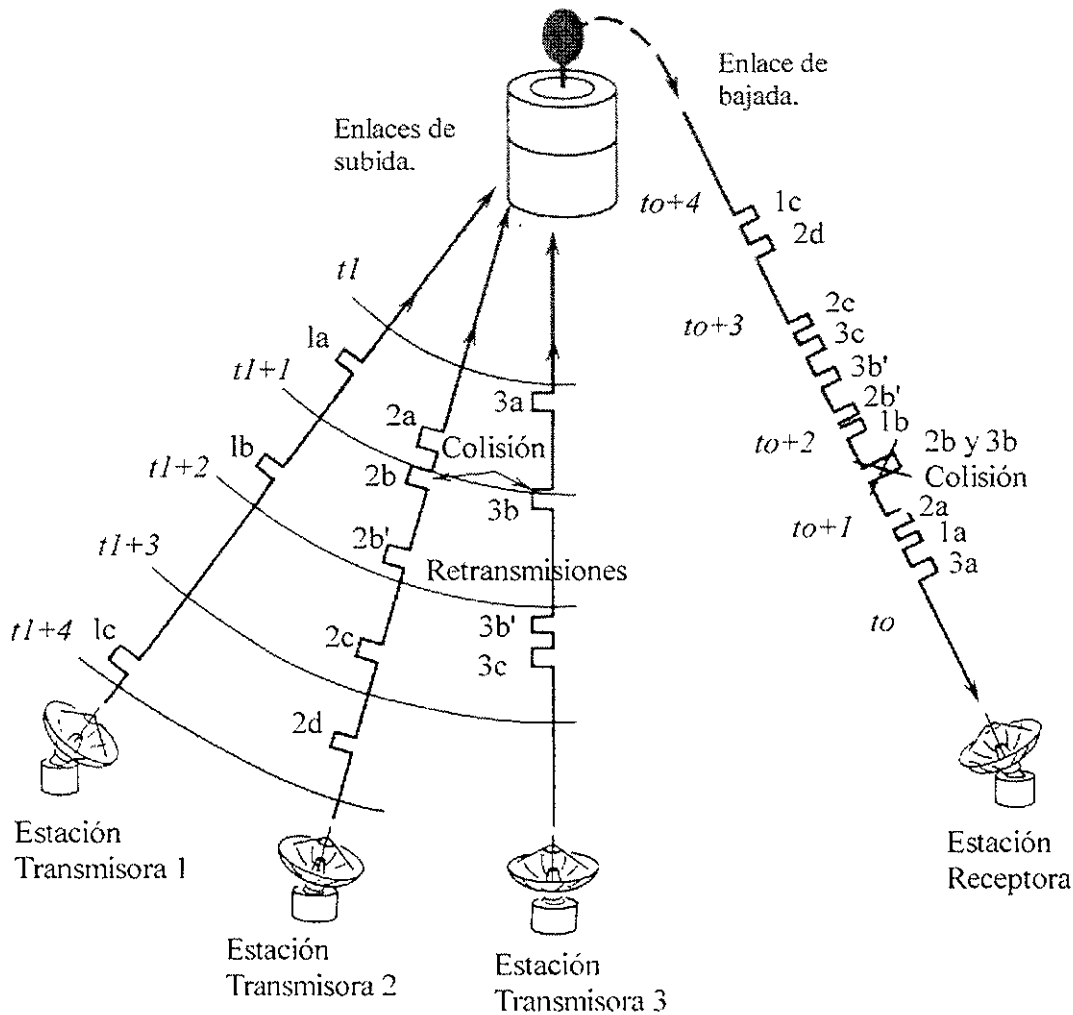 Enlace de
bajada.
Enlaces de
subida.
to+4
1c
2d
t1
to+3
2c
3c
3b'
2b'
1b
1a
t1+1
3a
2a
Colisión
to+2
2b y 3b
Colisión
1b
t1+2
2b
3b
2a
1a
3a
to+1
t1+3
2b'
Retransmisiones
to
3b'
3c
t1+4
1c
2c
2d
Estación
Transmisora 1
Estación
Transmisora 2
Estación
Transmisora 3
Estación
Receptora